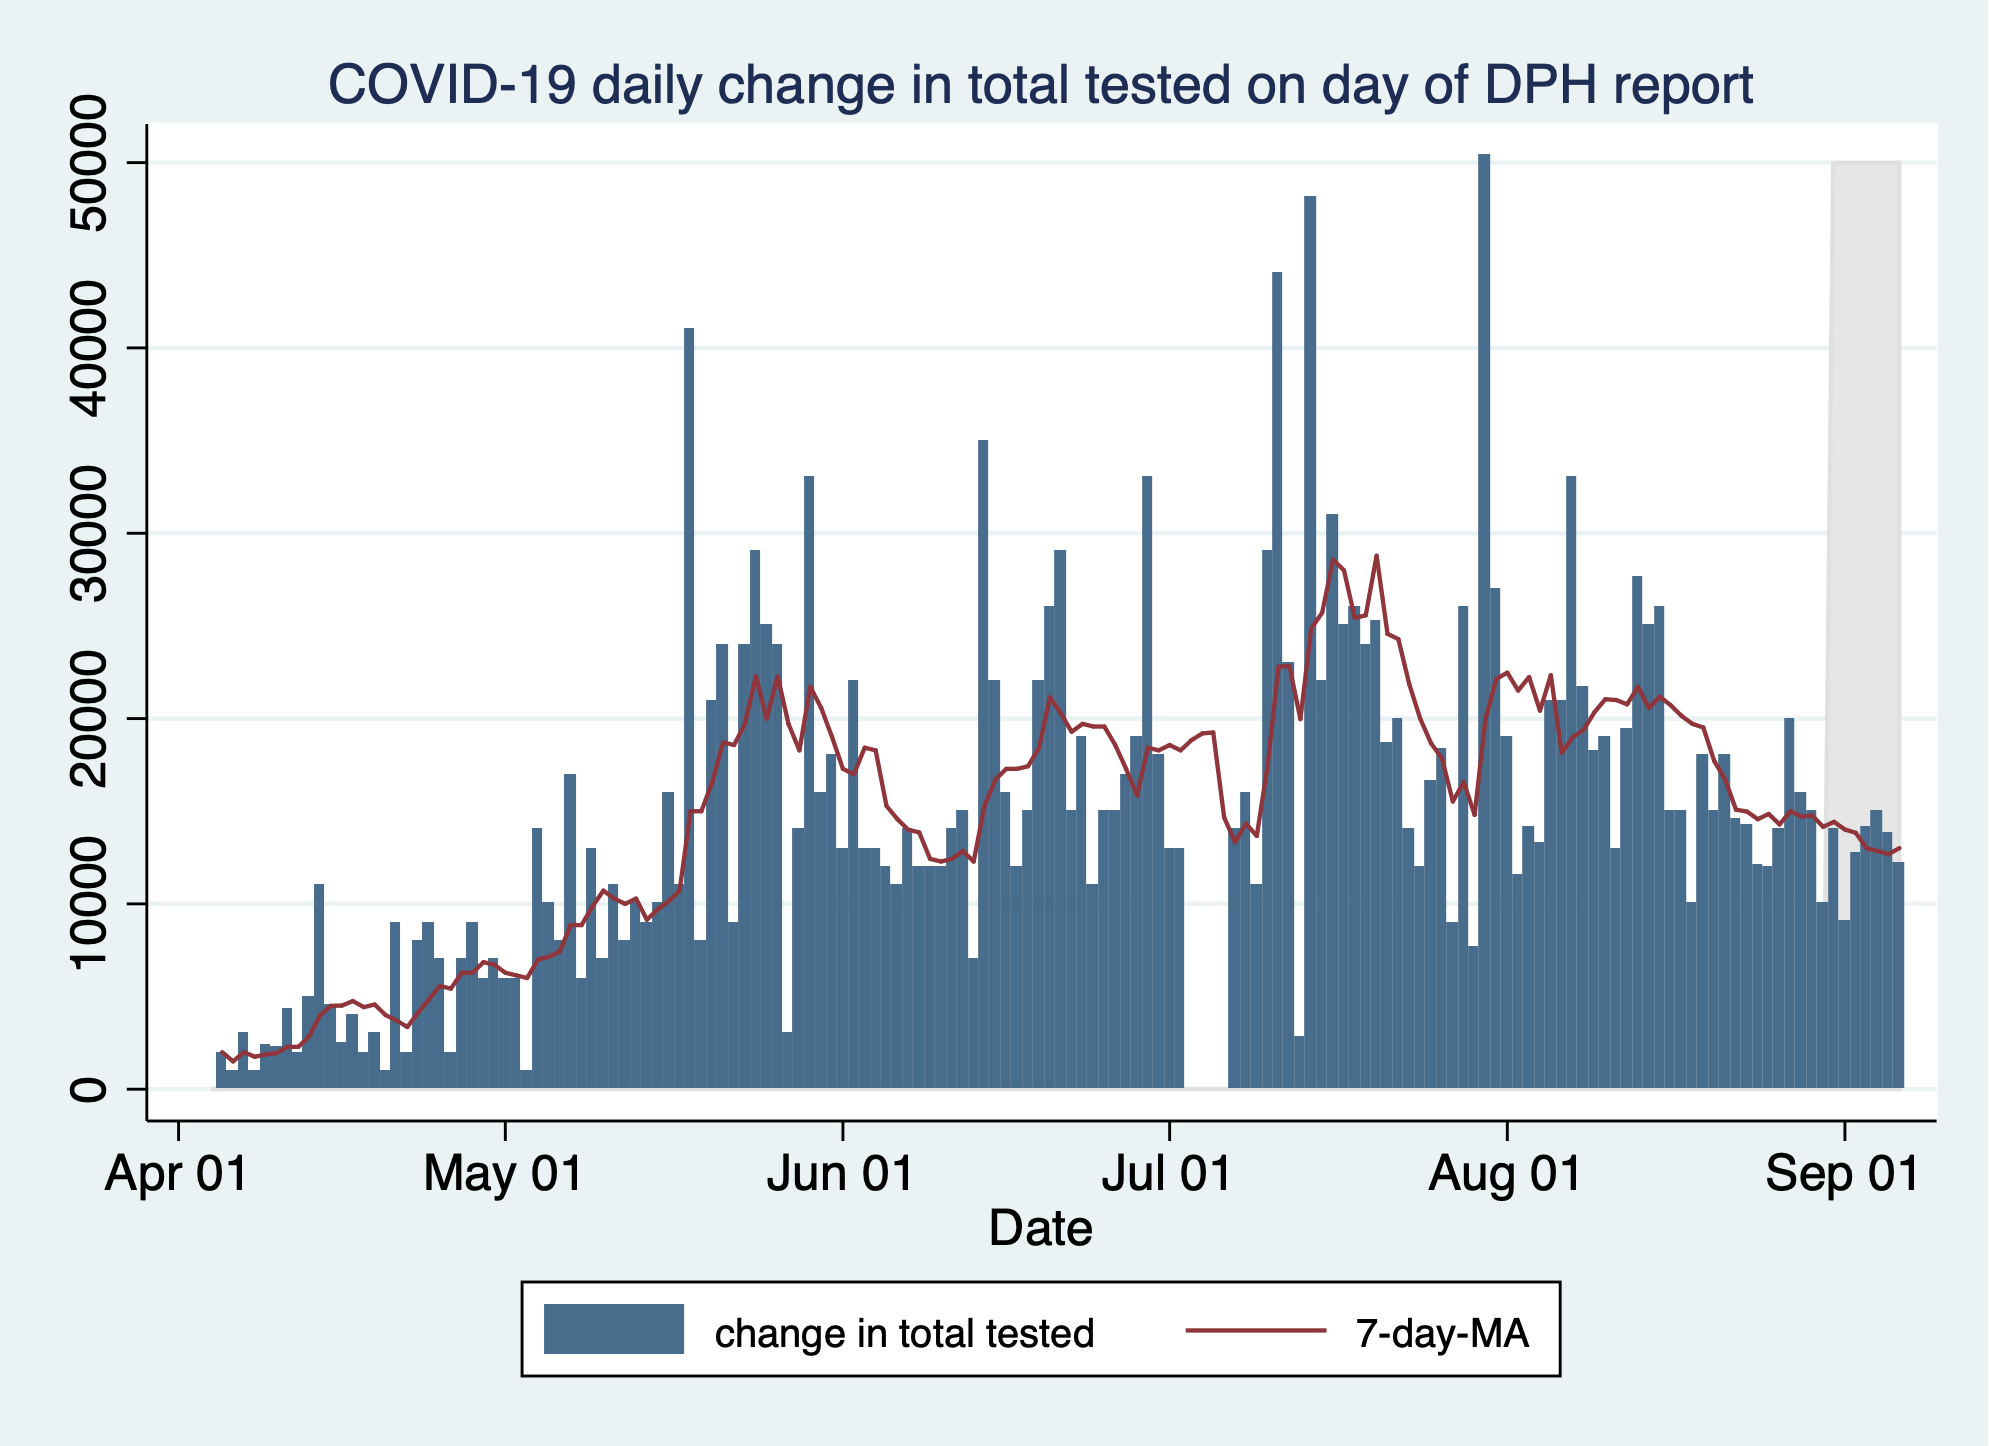 COVID-19 daily change in total tested on day of DPH report
50000
40000
30000
20000
10000
0
Apr 01 May 01 Jun 01 Jul 01 Aug 01 Sep 01
Date
change in total tested 7-day-MA